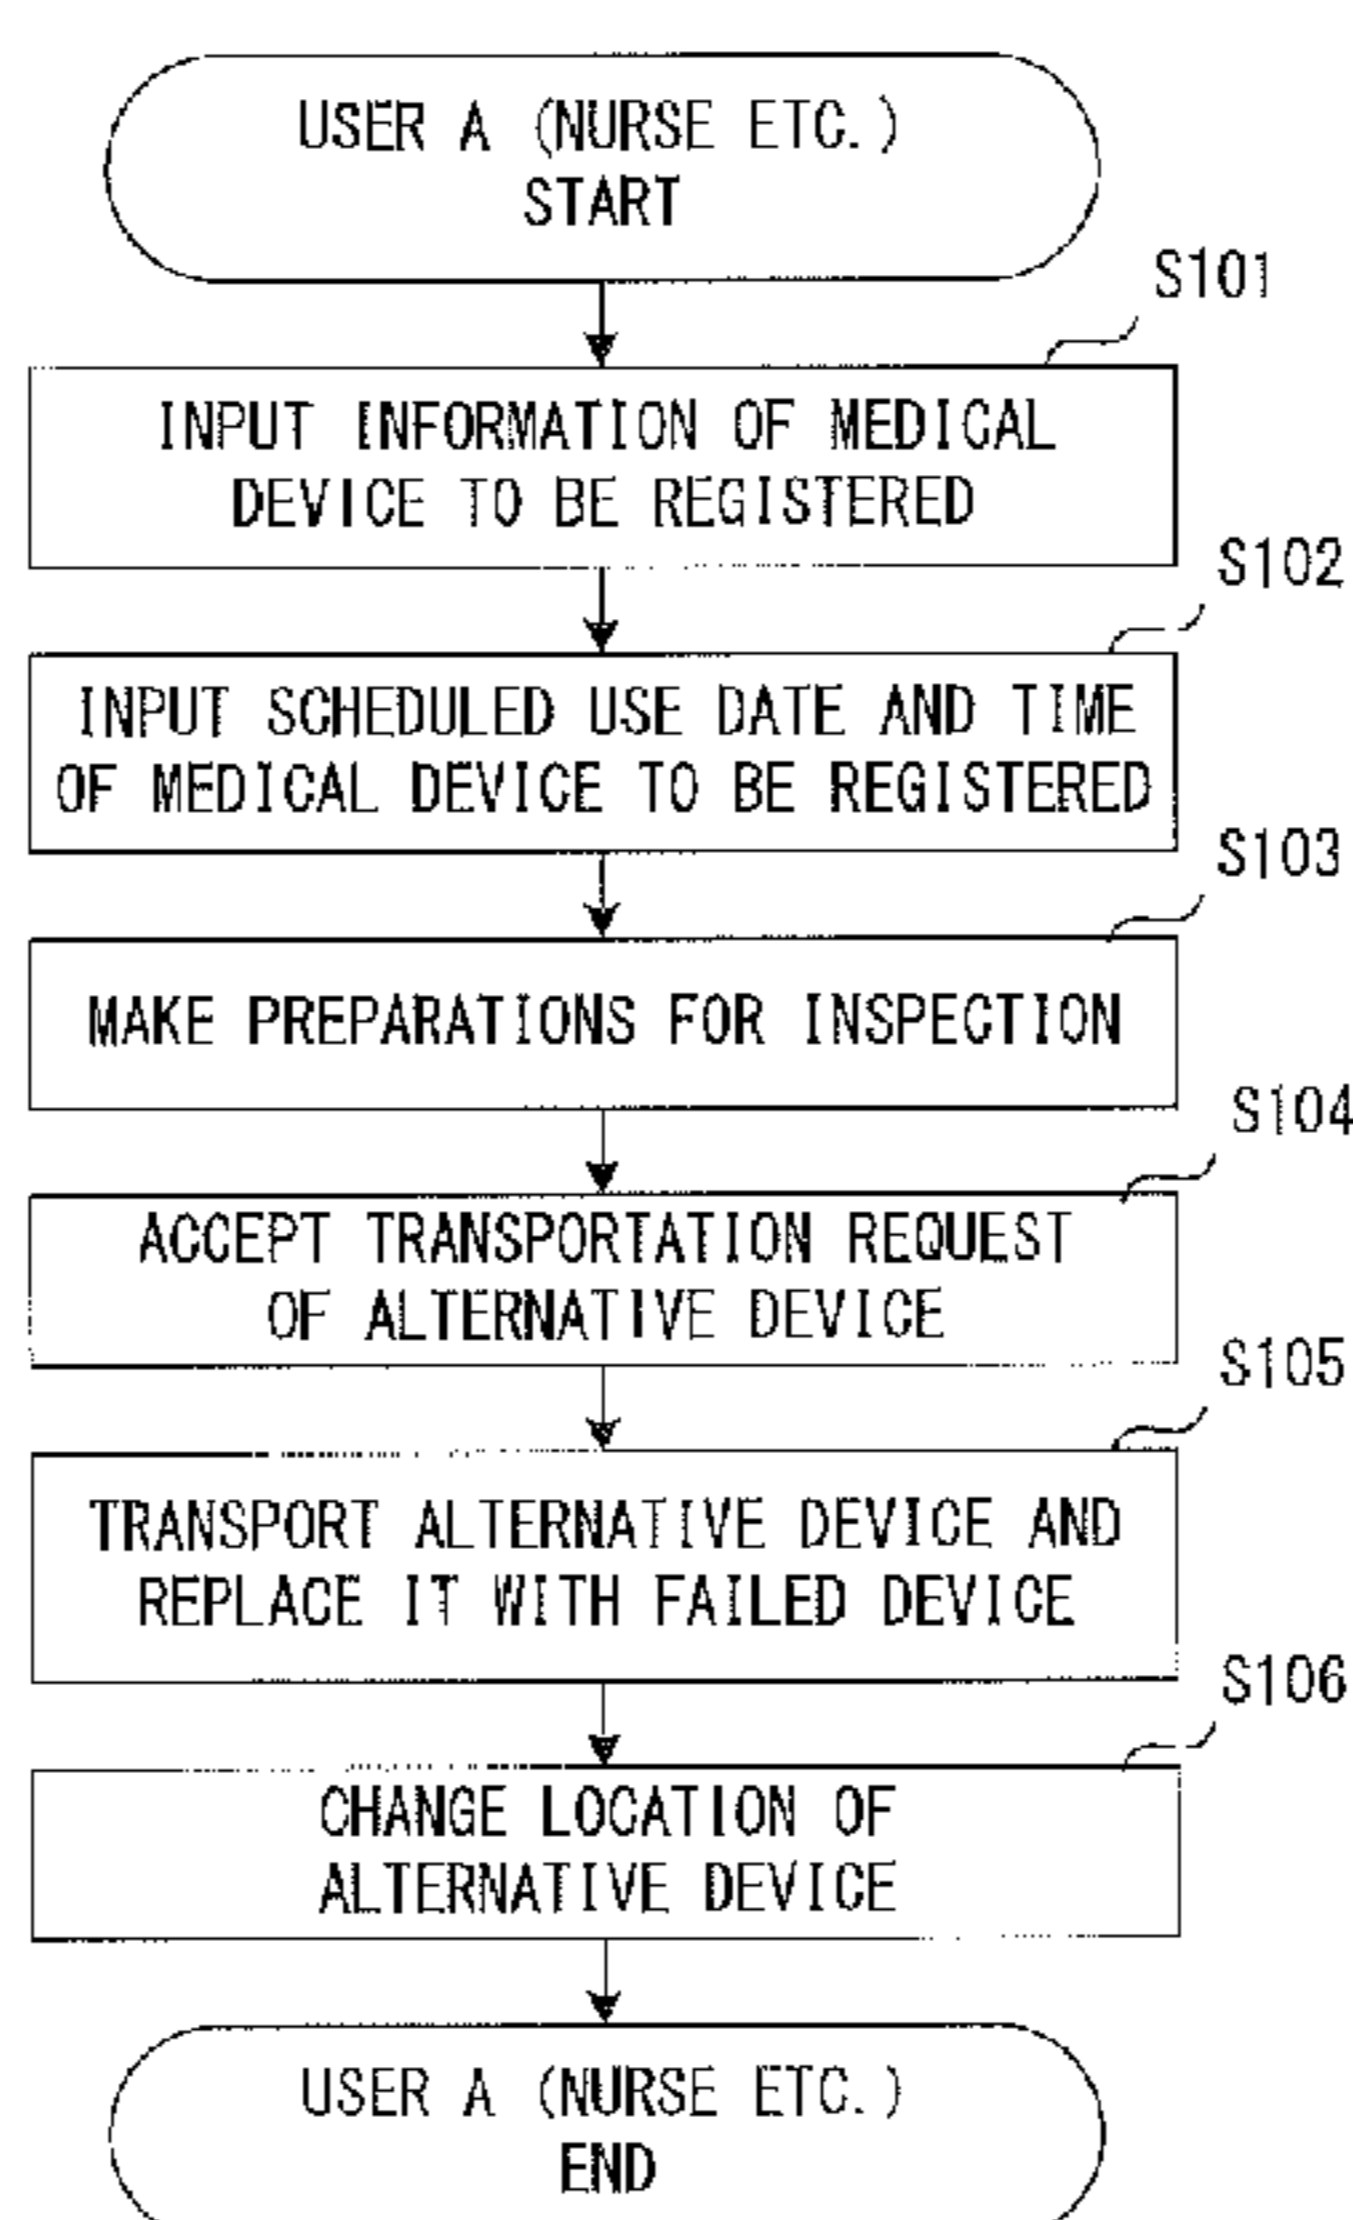 USER A (NURSE ETC.)
START
S101
INPUT INFORMATION OF MEDICAL
DEVICE TO BE REGISTERED
S102
INPUT SCHEDULED USE DATE AND TIME
OF MEDICAL DEVICE TO BE REGISTERED
S103
MAKE PREPARATIONS FOR INSPECTION
S104
ACCEPT TRANSPORTATION REQUEST
OF ALTERNATIVE DEVICE
S105
TRANSPORT ALTERNATIVE DEVICE AND
REPLACE IT WITH FAILED DEVICE
S106
CHANGE LOCATION OF
ALTERNATIVE DEVICE
USER A (NURSE ETC.)
END